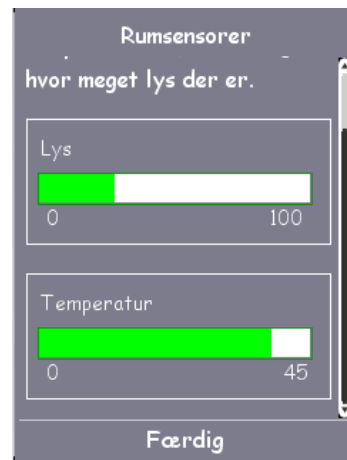 Rumsensorer
hvor meget lys der er.
Lys
0 100
Temperatur
0 45
Færdig